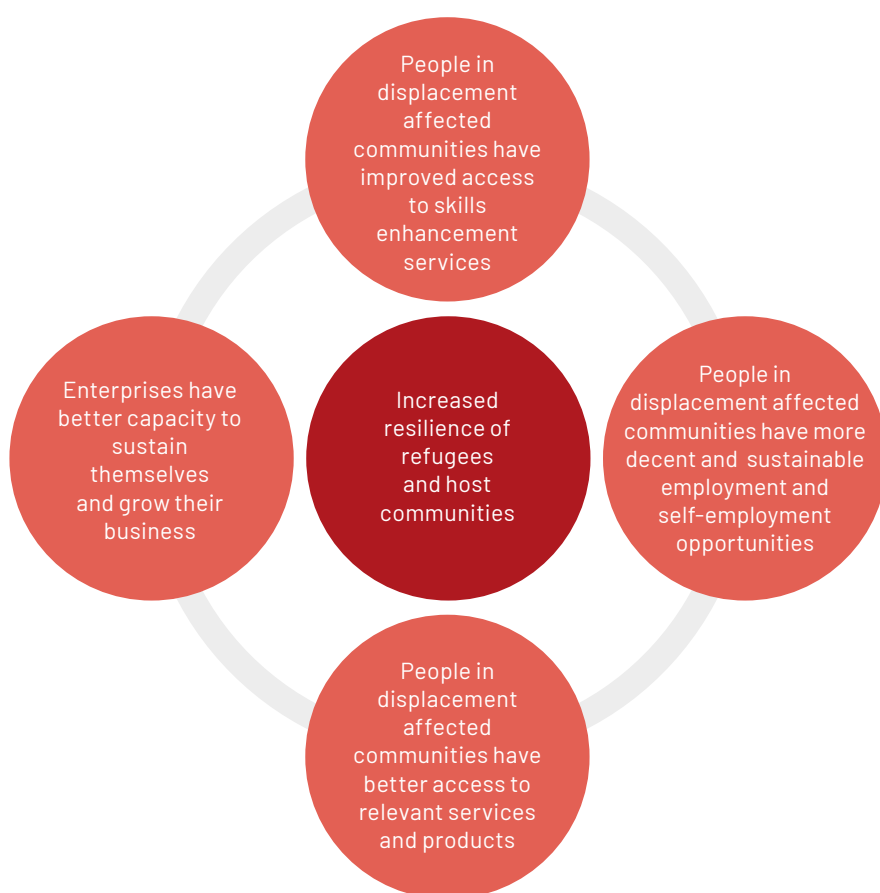 People in
displacement
affected
communities have
improved access
to skills
enhancement
services
Enterprises have
better capacity to
sustain
themselves
and grow their
business
Increased
resilience of
refugees
and host
communities
People in
displacement affected
communities have more
decent and  sustainable
employment and
self-employment
opportunities
People in
displacement
affected
communities have
better access to
relevant services
and products